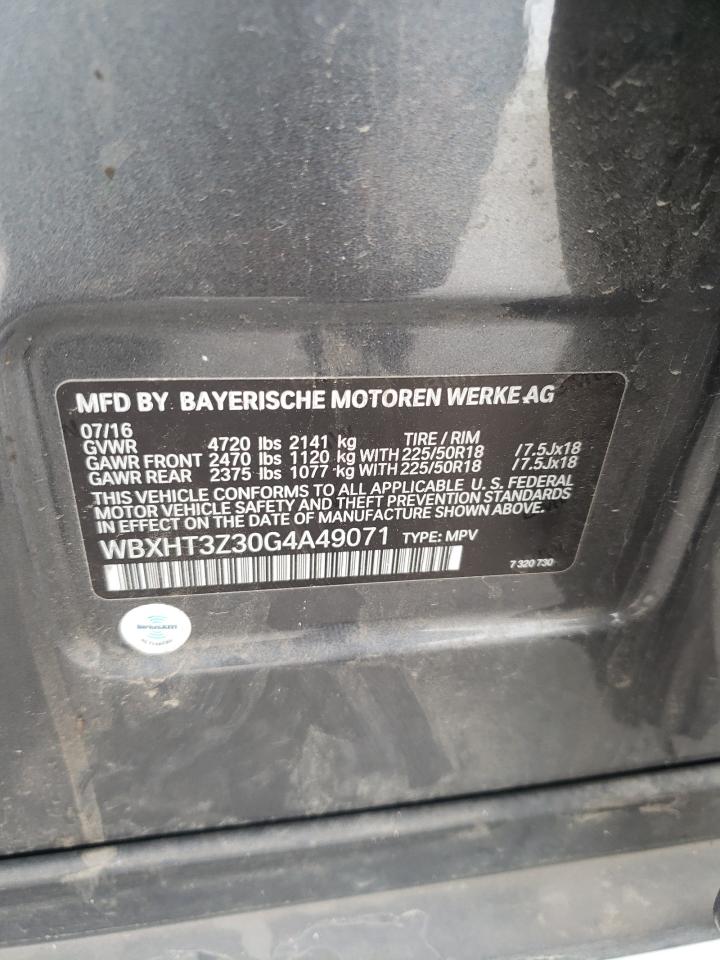 MFD BY BAYERISCHE MOTOREN WERKE AG
07/16
GVWR 4720 lbs 2141 kg TIRE / RIM
GAWR FRONT 2470 lbs 1120 kg WITH 225/50R18 /7.5Jx18
GAWR REAR 2375 lbs 1077 kg WITH 225/50R18 /7.5Jx18
THIS VEHICLE CONFORMS TO ALL APPLICABLE U. S. FEDERAL
MOTOR VEHICLE SAFETY AND THEFT PREVENTION STANDARDS
IN EFFECT ON THE DATE OF MANUFACTURE SHOWN ABOVE.
WBXHT3Z30G4A49071 TYPE: MPV
7 320 730